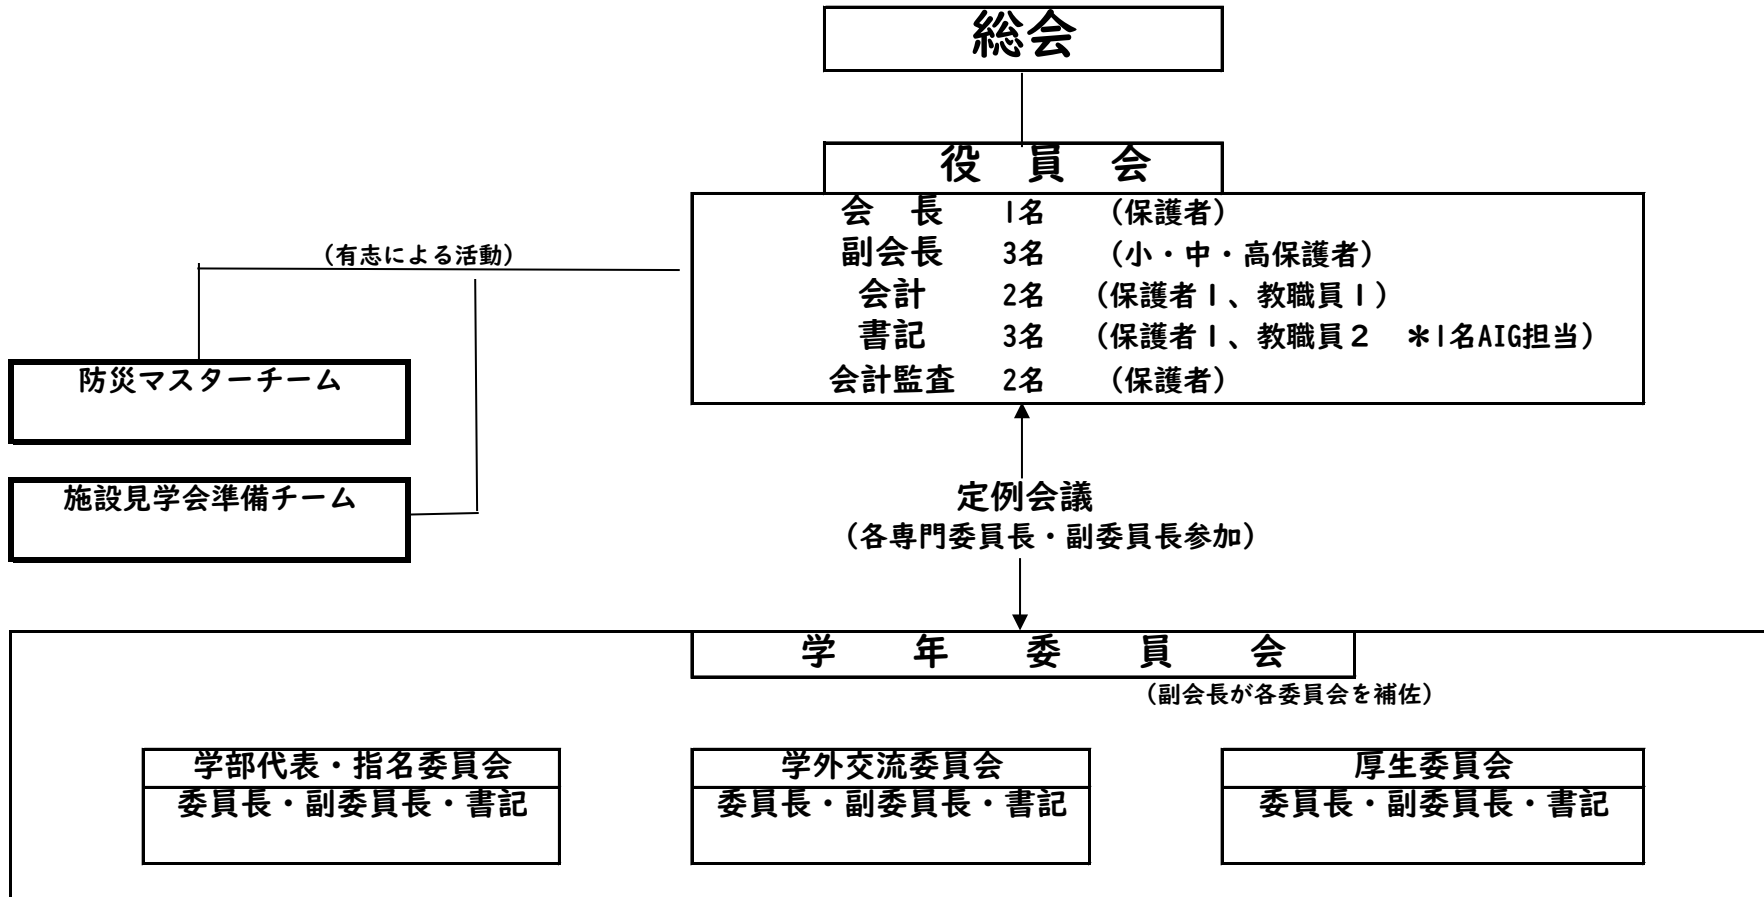 総会
役 員 会
会 長 1名 (保護者)
副会長 3名 (小・中・高保護者)
会計 2名 (保護者1、教職員1)
書記 3名 (保護者1、教職員2 *1名AIG担当)
会計監査 2名 (保護者)
(有志による活動)
防災マスターチーム
施設見学会準備チーム
定例会議
(各専門委員長・副委員長参加)
学 年 委 員 会
(副会長が各委員会を補佐)
学部代表・指名委員会
委員長・副委員長・書記
学外交流委員会
委員長・副委員長・書記
厚生委員会
委員長・副委員長・書記